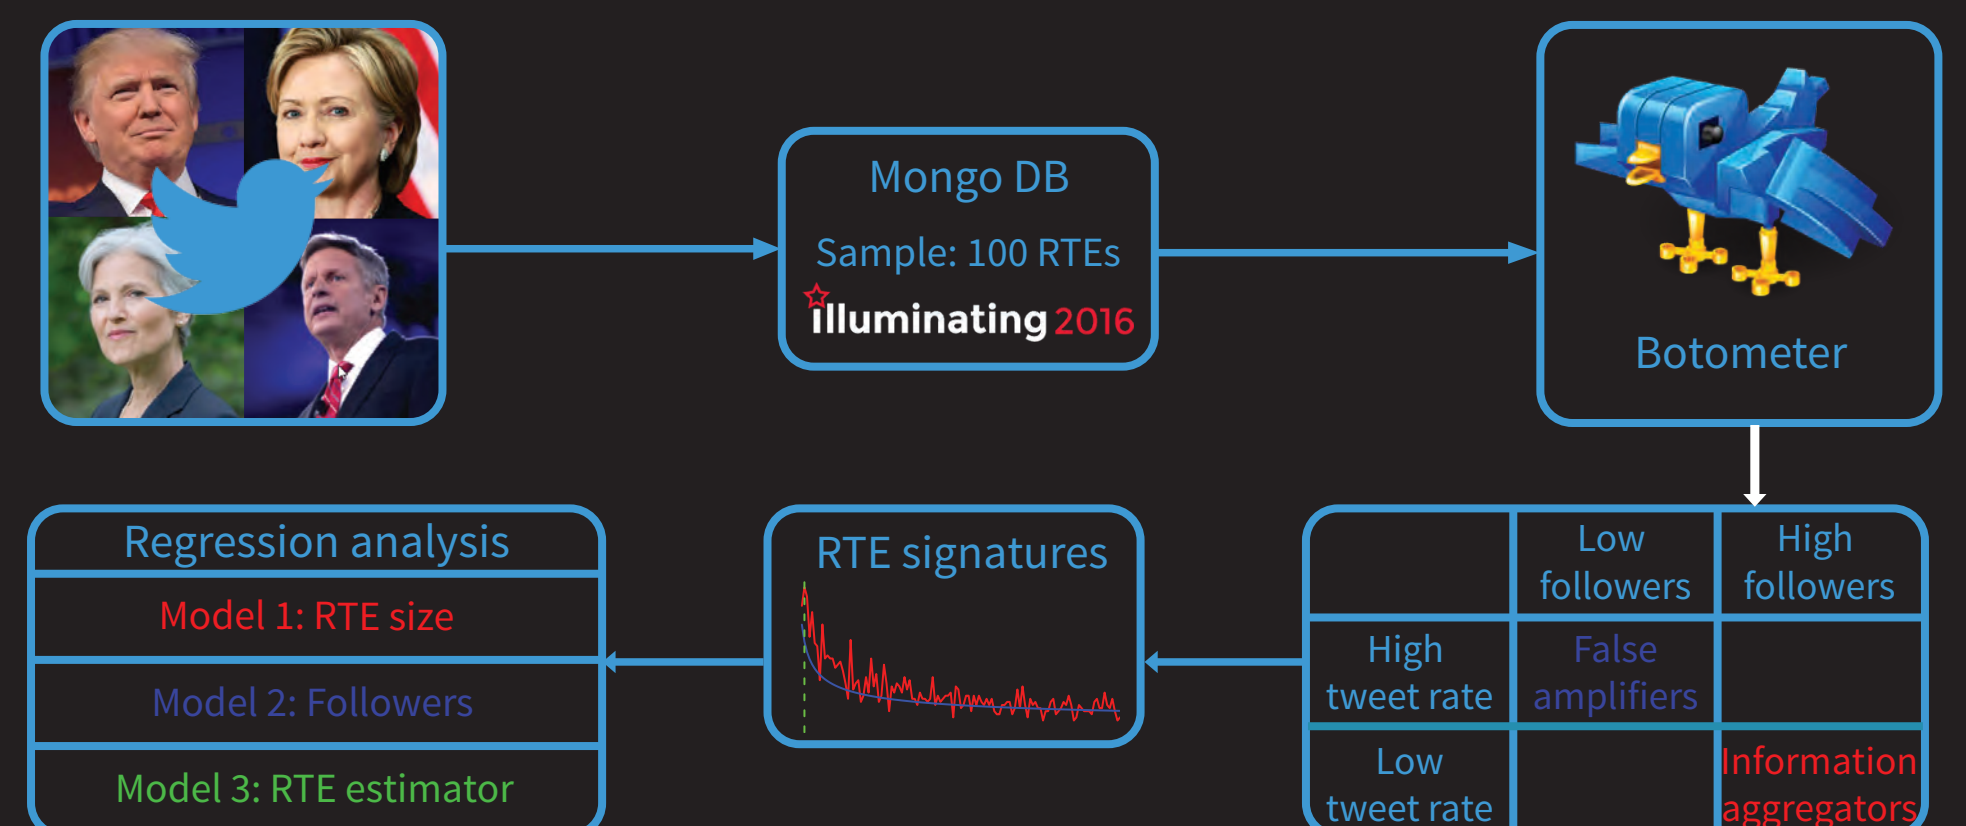 Mongo DB
Sample: 100 RTEs
illuminating 2016
Botometer
Regression analysis
Model 1: RTE size
Model 2: Followers
Model 3: RTE estimator
RTE signatures
Low
followers
High
followers
High
tweet rate
False
amplifiers
Low
tweet rate
Information
aggregators